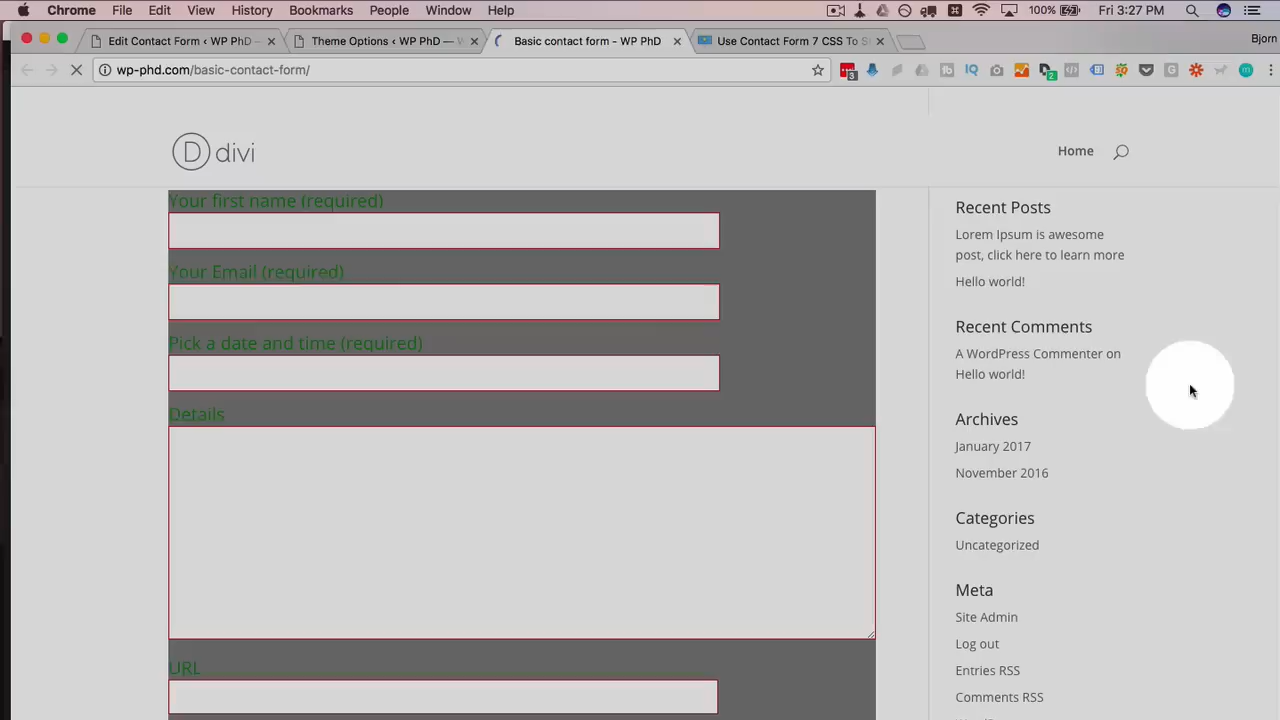 Chrome File Edit View History Bookmarks People Window Help 100% Fri 3:27 PM
Edit Contact Form ‹ WP PhD - Theme Options ‹ WP PhD — W Basic contact form - WP PhD Use Contact Form 7 CSS To St Bjorn
wp-phd.com/basic-contact-form/ 3 IQ 2 G m
D divi
Home
Your first name (required)
Your Email (required)
Pick a date and time (required)
Details
URL
Recent Posts
Lorem Ipsum is awesome
post, click here to learn more
Hello world!
Recent Comments
A WordPress Commenter on
Hello world!
Archives
January 2017
November 2016
Categories
Uncategorized
Meta
Site Admin
Log out
Entries RSS
Comments RSS